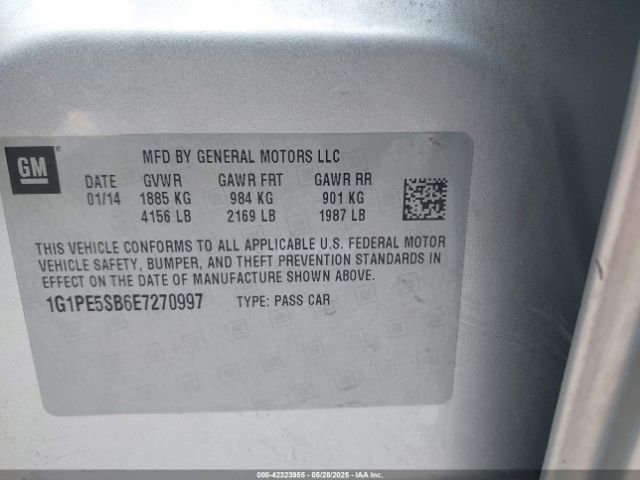 GM
MFD BY GENERAL MOTORS LLC
DATE GVWR GAWR FRT GAWR RR
01/14 1885 KG 984 KG 901 KG
4156 LB 2169 LB 1987 LB
THIS VEHICLE CONFORMS TO ALL APPLICABLE U.S. FEDERAL MOTOR
VEHICLE SAFETY, BUMPER, AND THEFT PREVENTION STANDARDS IN
EFFECT ON THE DATE OF MANUFACTURE SHOWN ABOVE.
1G1PE5SB6E7270997 TYPE: PASS CAR
000-42323955 - 05/28/2025 - IAA Inc.